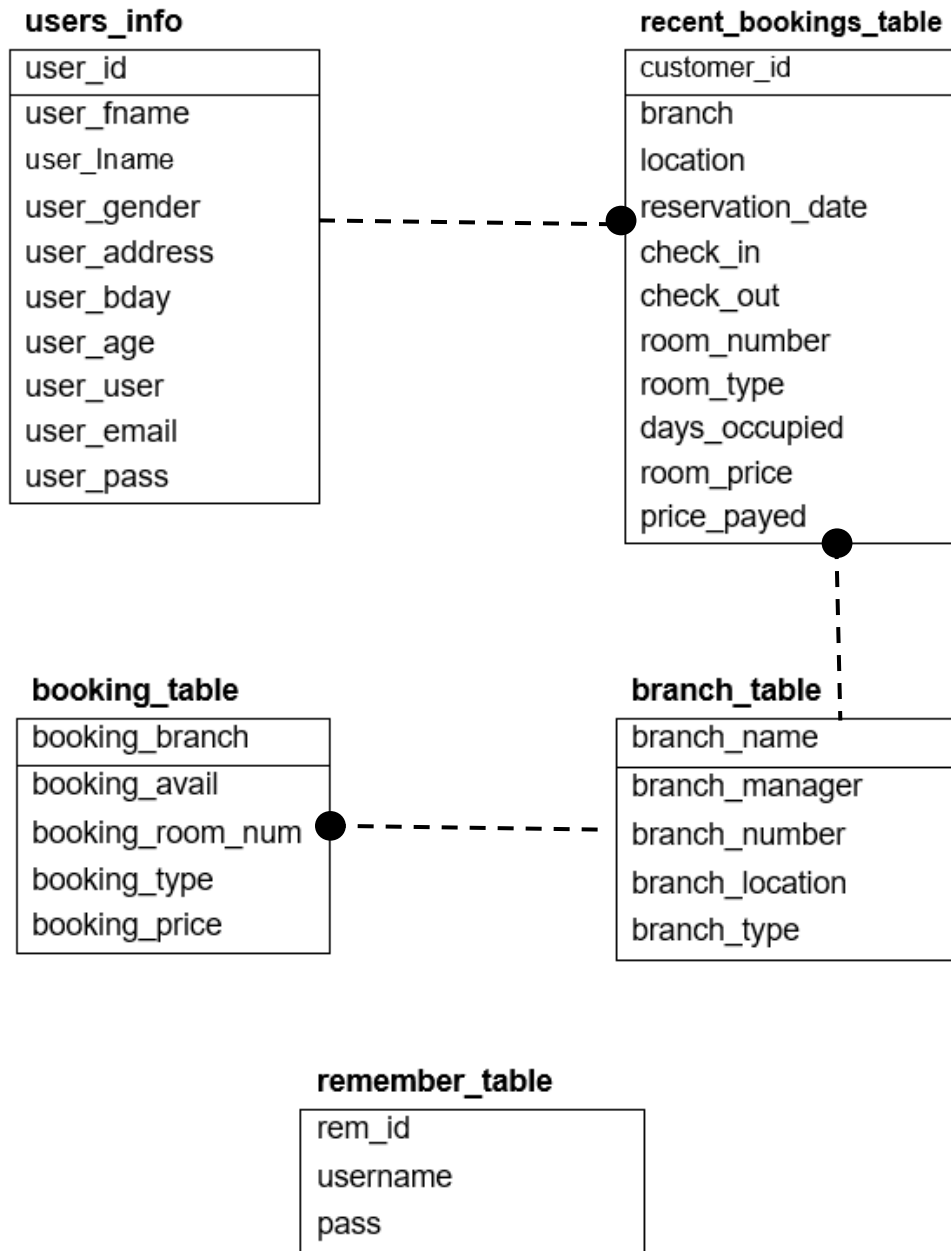 users_info
user_id
user_fname
user_lname
user_gender
user_address
user_bday
user_age
user_user
user_email
user_pass
recent_bookings_table
customer_id
branch
location
reservation_date
check_in
check_out
room_number
room_type
days_occupied
room_price
price_payed
booking_table
booking_branch
booking_avail
booking_room_num
booking_type
booking_price
branch_table
branch_name
branch_manager
branch_number
branch_location
branch_type
remember_table
rem_id
username
pass